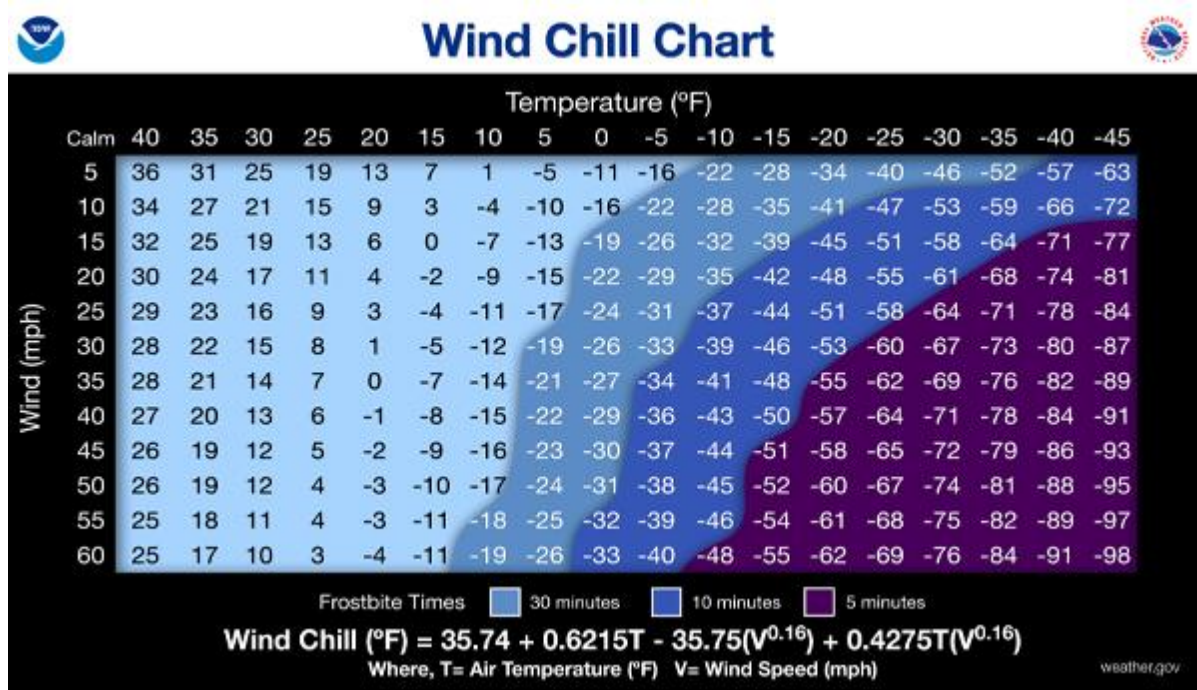 Wind Chill Chart
Temperature (ºF)
Calm 40 35 30 25 20 15 10 5 0 -5 -10 -15 -20 -25 -30 -35 -40 -45
Wind (mph)
5 36 31 25 19 13 7 1 -5 -11 -16 -22 -28 -34 -40 -46 -52 -57 -63
10 34 27 21 15 9 3 -4 -10 -16 -22 -28 -35 -41 -47 -53 -59 -66 -72
15 32 25 19 13 6 0 -7 -13 -19 -26 -32 -39 -45 -51 -58 -64 -71 -77
20 30 24 17 11 4 -2 -9 -15 -22 -29 -35 -42 -48 -55 -61 -68 -74 -81
25 29 23 16 9 3 -4 -11 -17 -24 -31 -37 -44 -51 -58 -64 -71 -78 -84
30 28 22 15 8 1 -5 -12 -19 -26 -33 -39 -46 -53 -60 -67 -73 -80 -87
35 28 21 14 7 0 -7 -14 -21 -27 -34 -41 -48 -55 -62 -69 -76 -82 -89
40 27 20 13 6 -1 -8 -15 -22 -29 -36 -43 -50 -57 -64 -71 -78 -84 -91
45 26 19 12 5 -2 -9 -16 -23 -30 -37 -44 -51 -58 -65 -72 -79 -86 -93
50 26 19 12 4 -3 -10 -17 -24 -31 -38 -45 -52 -60 -67 -74 -81 -88 -95
55 25 18 11 4 -3 -11 -18 -25 -32 -39 -46 -54 -61 -68 -75 -82 -89 -97
60 25 17 10 3 -4 -11 -19 -26 -33 -40 -48 -55 -62 -69 -76 -84 -91 -98
Frostbite Times 30 minutes 10 minutes 5 minutes
Wind Chill (ºF) = 35.74 + 0.6215T - 35.75(V^0.16) + 0.4275T(V^0.16)
Where, T= Air Temperature (ºF) V= Wind Speed (mph)
weather.gov